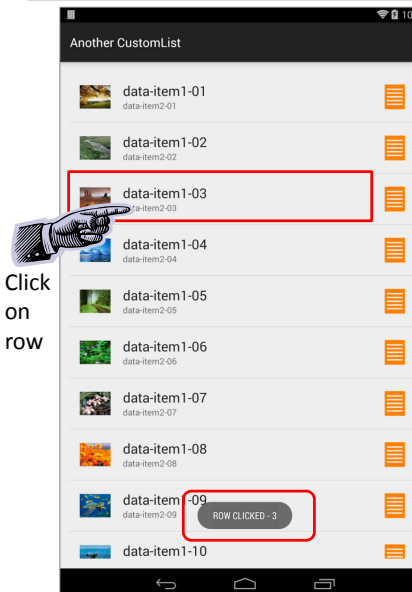 10
Another CustomList
data-item1-01
data-item2-01
data-item1-02
data-item2-02
data-item1-03
data-item2-03
data-item1-04
data-item2-04
Click
on
row
data-item1-05
data-item2-05
data-item1-06
data-item2-06
data-item1-07
data-item2-07
data-item1-08
data-item2-08
data-item1-09
data-item2-09
ROW CLICKED - 3
data-item1-10